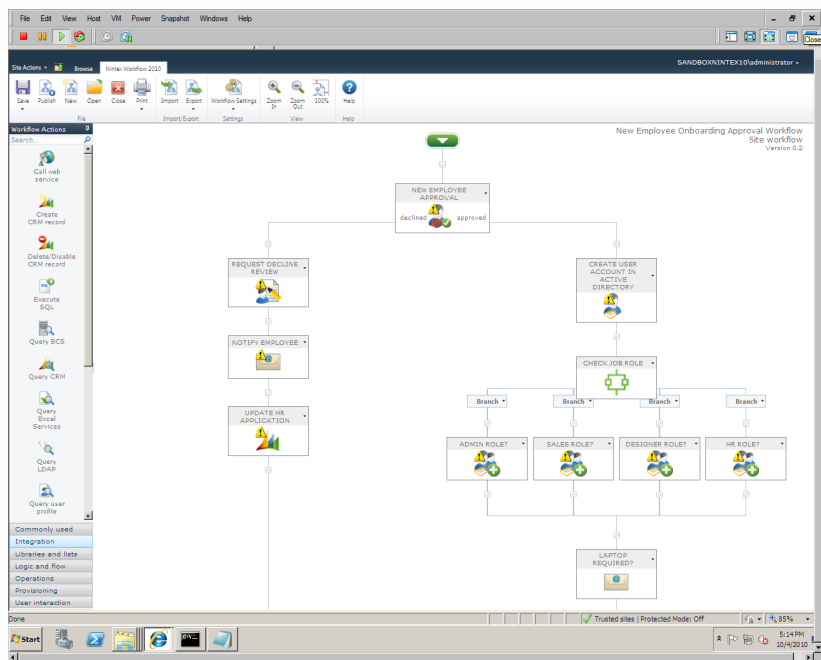 File Edit View Host VM Power Snapshot Windows Help
Close
Site Actions Browse Nintex Workflow 2010 SANDBOXNINTEX10\administrator
Save Publish New Open Close Print Import Export Workflow Settings Zoom In Zoom Out 100% Help
File Import/Export Settings View Help
Workflow Actions
Search...
Call web
service
Create
CRM record
Delete/Disable
CRM record
Execute
SQL
Query BCS
Query CRM
Query
Excel
Services
Query
LDAP
Query user
profile
Commonly used
Integration
Libraries and lists
Logic and flow
Operations
Provisioning
User interaction
New Employee Onboarding Approval Workflow
Site workflow
Version 0.2
NEW EMPLOYEE
APPROVAL
declined approved
REQUEST DECLINE
REVIEW
NOTIFY EMPLOYEE
UPDATE HR
APPLICATION
CREATE USER
ACCOUNT IN
ACTIVE
DIRECTORY
CHECK JOB ROLE
Branch Branch Branch Branch
ADMIN ROLE? SALES ROLE? DESIGNER ROLE? HR ROLE?
LAPTOP
REQUIRED?
Done Trusted sites | Protected Mode: Off 85%
Start 5:14 PM
10/4/2010